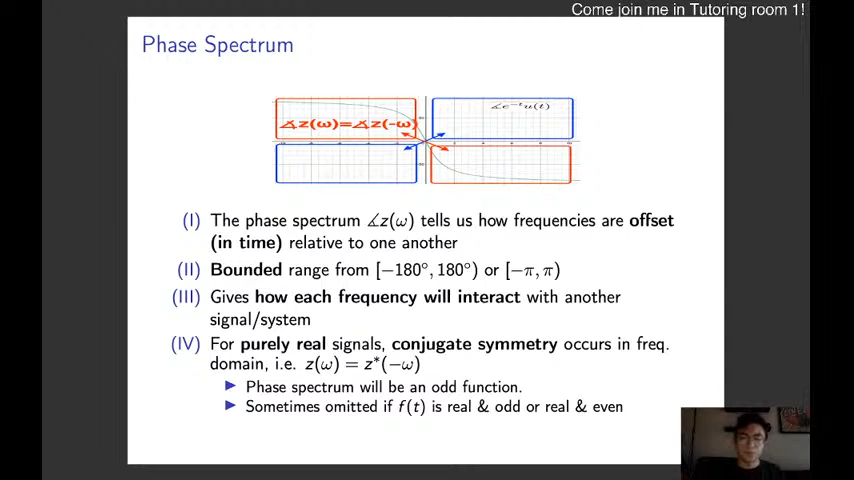 Come join me in Tutoring room 1!
Phase Spectrum
∡z(ω)=∡z(-ω)
∡e^{-t}u(t)
(I) The phase spectrum ∡z(ω) tells us how frequencies are offset
(in time) relative to one another
(II) Bounded range from [−180°, 180°) or [−π, π)
(III) Gives how each frequency will interact with another
signal/system
(IV) For purely real signals, conjugate symmetry occurs in freq.
domain, i.e. z(ω) = z*(−ω)
▶ Phase spectrum will be an odd function.
▶ Sometimes omitted if f(t) is real & odd or real & even